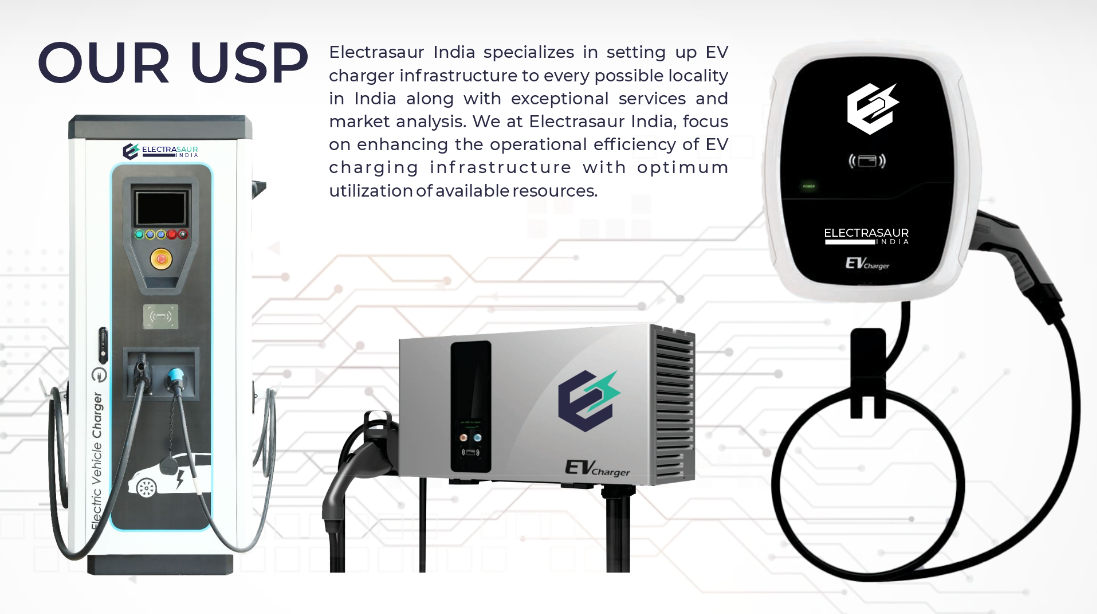 OUR USP
Electrasaur India specializes in setting up EV
charger infrastructure to every possible locality
in India along with exceptional services and
market analysis. We at Electrasaur India, focus
on enhancing the operational efficiency of EV
charging infrastructure with optimum
utilization of available resources.
ELECTRASAUR
INDIA
Electric Vehicle Charger
EV Charger
POWER
ELECTRASAUR
INDIA
EV Charger